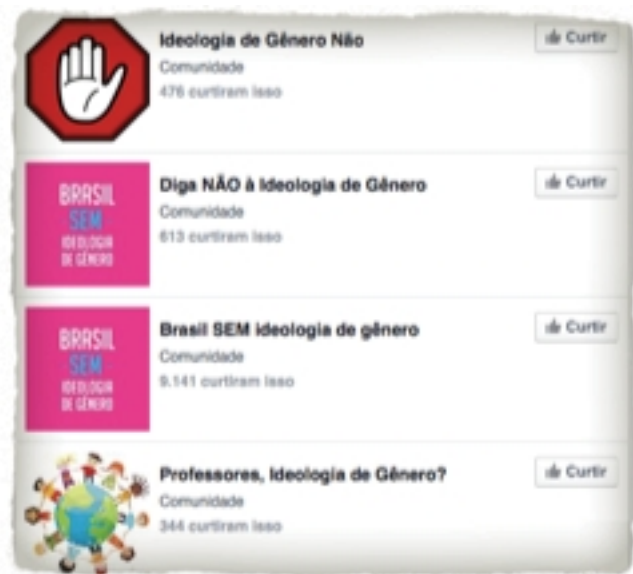 Ideologia de Gênero Não
Curtir
Comunidade
476 curtiram isso
BRASIL
SEM
IDEOLOGIA
DE GÊNERO
Diga NÃO à Ideologia de Gênero
Curtir
Comunidade
613 curtiram isso
BRASIL
SEM
IDEOLOGIA
DE GÊNERO
Brasil SEM ideologia de gênero
Curtir
Comunidade
9.141 curtiram isso
Professores, Ideologia de Gênero?
Curtir
Comunidade
344 curtiram isso